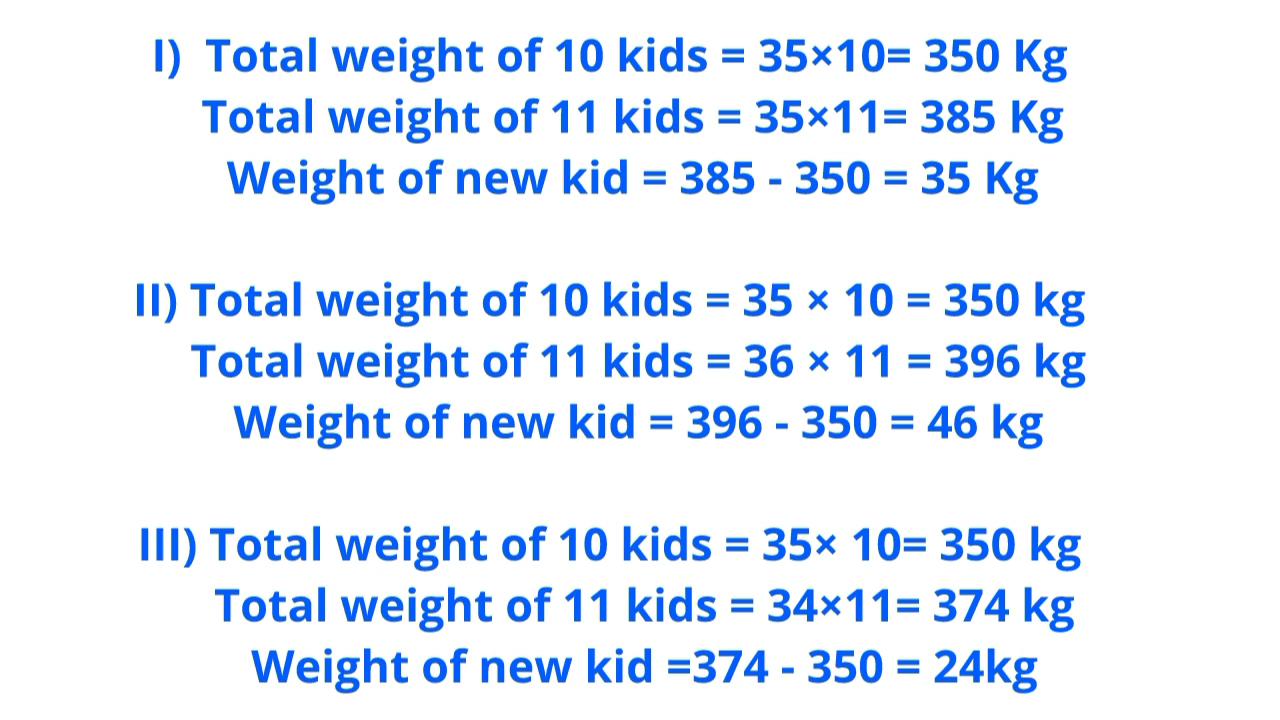 I) Total weight of 10 kids = 35×10= 350 Kg
Total weight of 11 kids = 35×11= 385 Kg
Weight of new kid = 385 - 350 = 35 Kg
II) Total weight of 10 kids = 35 × 10 = 350 kg
Total weight of 11 kids = 36 × 11 = 396 kg
Weight of new kid = 396 - 350 = 46 kg
III) Total weight of 10 kids = 35× 10= 350 kg
Total weight of 11 kids = 34×11= 374 kg
Weight of new kid =374 - 350 = 24kg